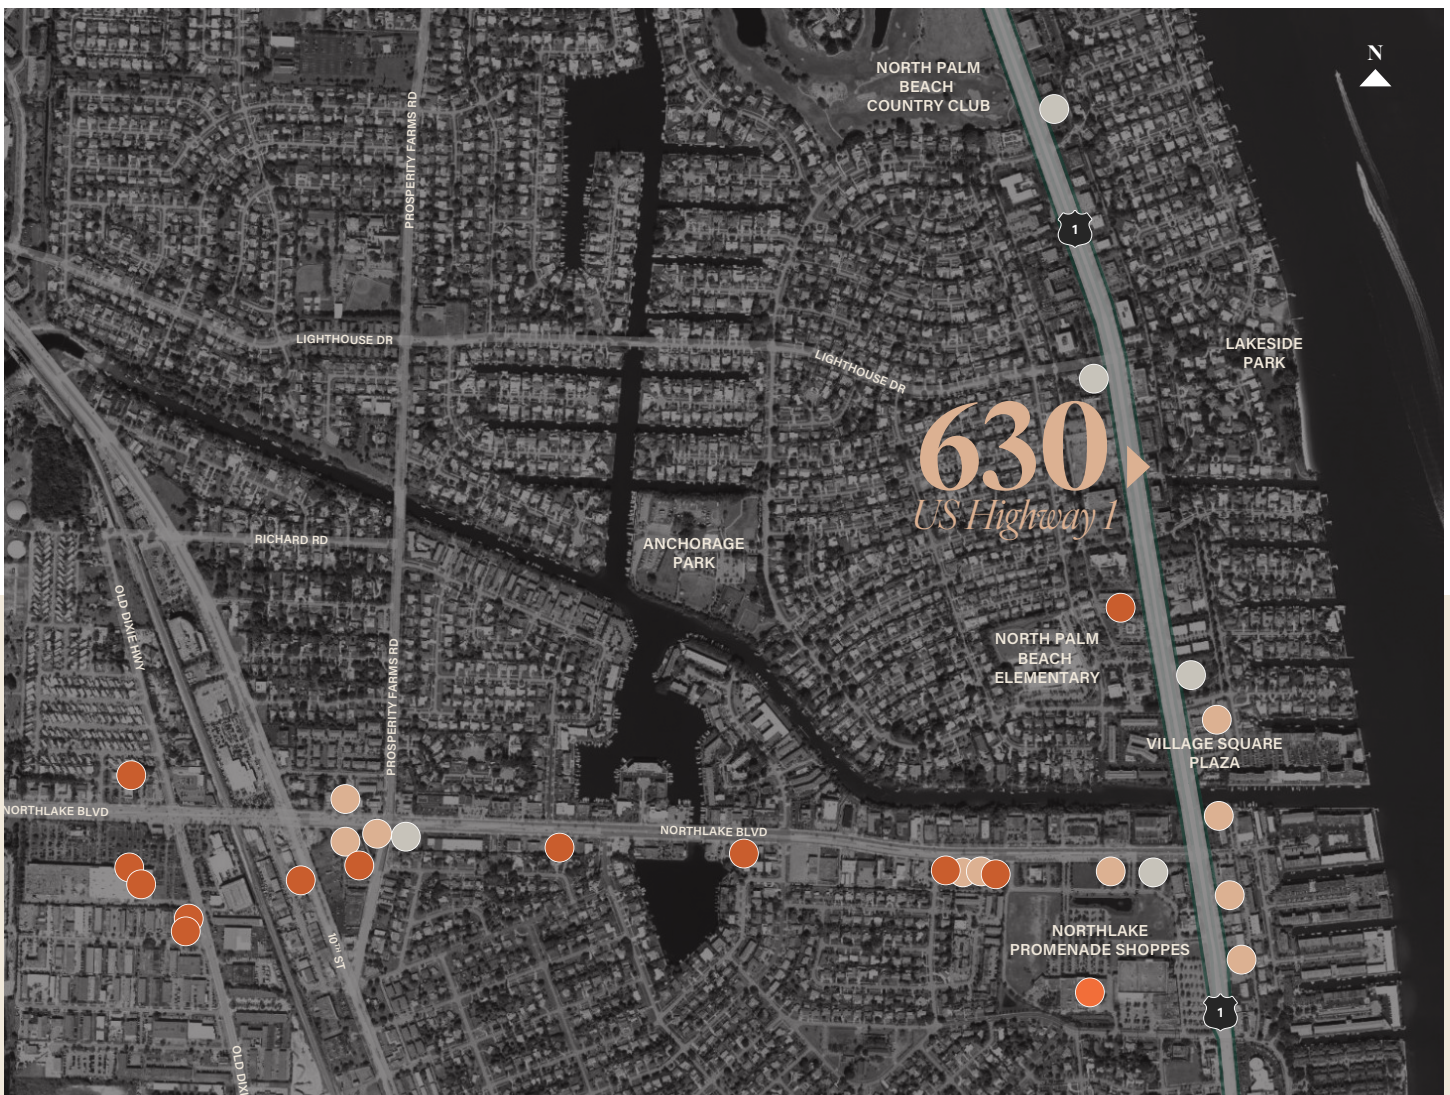 N
NORTH PALM
BEACH
COUNTRY CLUB
PROSPERITY FARMS RD
1
LIGHTHOUSE DR
LIGHTHOUSE DR
LAKESIDE
PARK
630
US Highway 1
RICHARD RD
ANCHORAGE
PARK
OLD DIXIE HWY
NORTH PALM
BEACH
ELEMENTARY
PROSPERITY FARMS RD
VILLAGE SQUARE
PLAZA
NORTHLAKE BLVD
NORTHLAKE BLVD
10TH ST
NORTHLAKE
PROMENADE SHOPPES
1
OLD DIXI